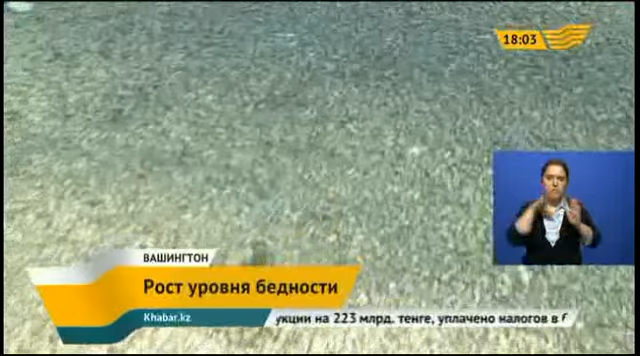 18:03
ВАШИНГТОН
Рост уровня бедности
Khabar.kz
укции на 223 млрд. тенге, уплачено налогов в